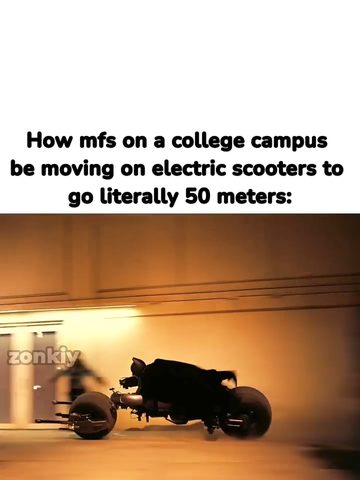 How mfs on a college campus
be moving on electric scooters to
go literally 50 meters:
zonkiy